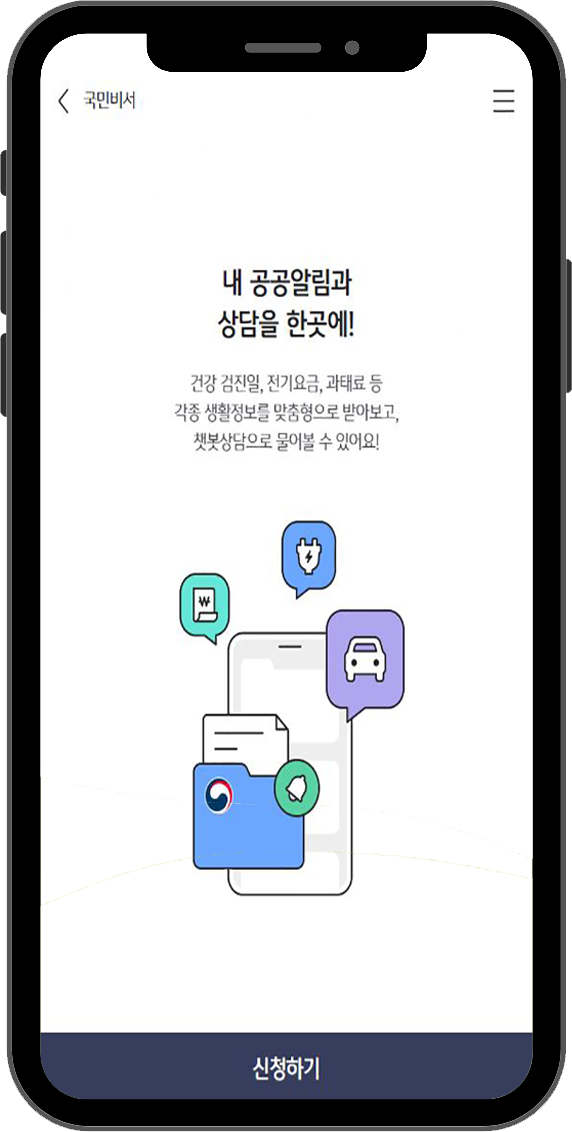 국민비서
내 공공알림과
상담을 한곳에!
건강 검진일, 전기요금, 과태료 등
각종 생활정보를 맞춤형으로 받아보고,
챗봇상담으로 물어볼 수 있어요!
₩
신청하기